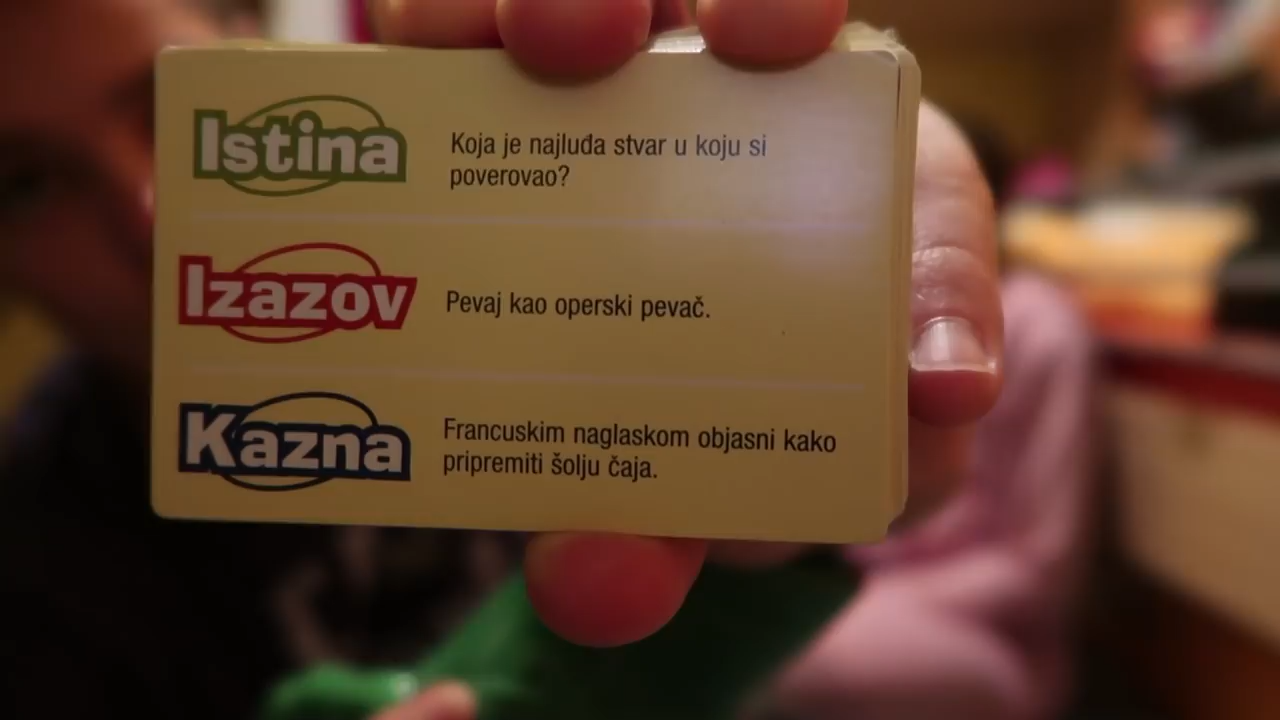 Istina
Koja je najluđa stvar u koju si
poverovao?
Izazov
Pevaj kao operski pevač.
Kazna
Francuskim naglaskom objasni kako
pripremiti šolju čaja.